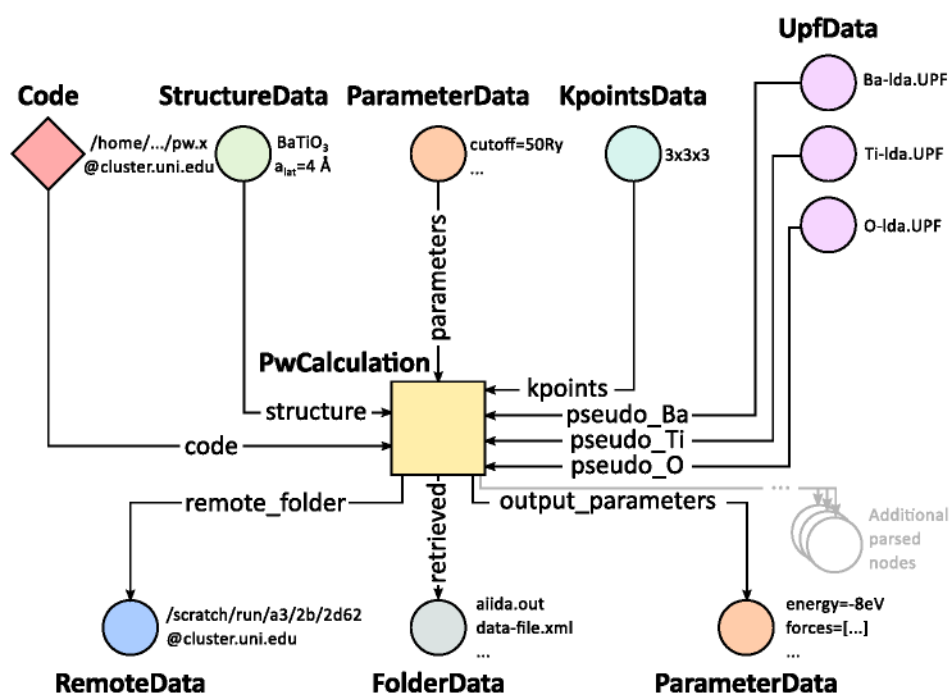 UpfData
Ba-lda.UPF
Code
StructureData
ParameterData
KpointsData
/home/.../pw.x
@cluster.uni.edu
BaTiO₃
a_lat=4 Å
cutoff=50Ry
...
3x3x3
Ti-lda.UPF
O-lda.UPF
parameters
PwCalculation
kpoints
structure
pseudo_Ba
code
pseudo_Ti
pseudo_O
remote_folder
retrieved
output_parameters
...
Additional
parsed
nodes
/scratch/run/a3/2b/2d62
@cluster.uni.edu
aiida.out
data-file.xml
...
energy=-8eV
forces=[...]
...
RemoteData
FolderData
ParameterData